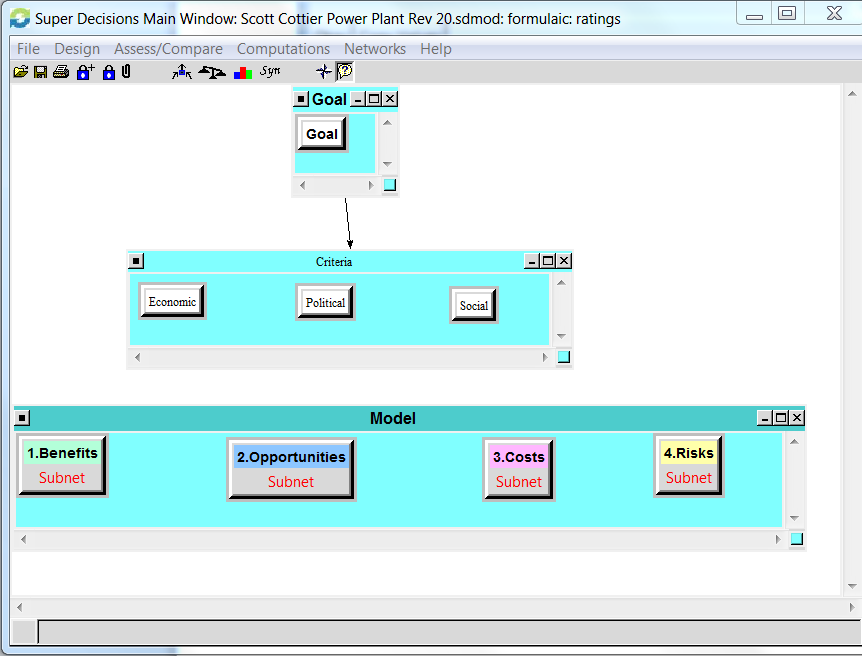 Super Decisions Main Window: Scott Cottier Power Plant Rev 20.sdmod: formulaic: ratings
File Design Assess/Compare Computations Networks Help
Syn
Goal
Goal
Criteria
Economic Political Social
Model
1.Benefits 2.Opportunities 3.Costs 4.Risks
Subnet Subnet Subnet Subnet